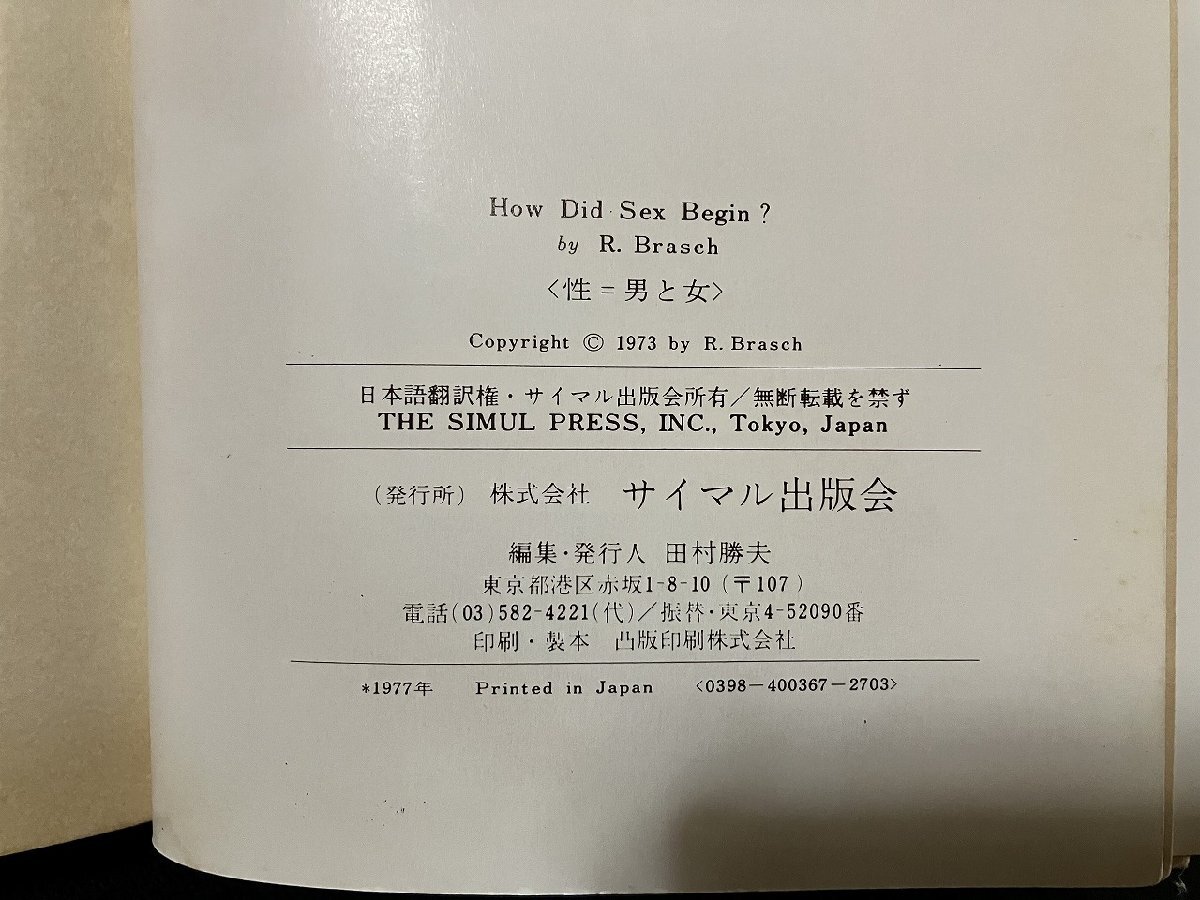 How Did Sex Begin ?
by R. Brasch
〈性＝男と女〉
Copyright © 1973 by R. Brasch
日本語翻訳権・サイマル出版会所有／無断転載を禁ず
THE SIMUL PRESS, INC., Tokyo, Japan
(発行所) 株式会社 サイマル出版会
編集・発行人 田村勝夫
東京都港区赤坂1-8-10 (〒107)
電話(03)582-4221(代)／振替・東京4-52090番
印刷・製本 凸版印刷株式会社
*1977年 Printed in Japan 〈0398－400367－2703〉